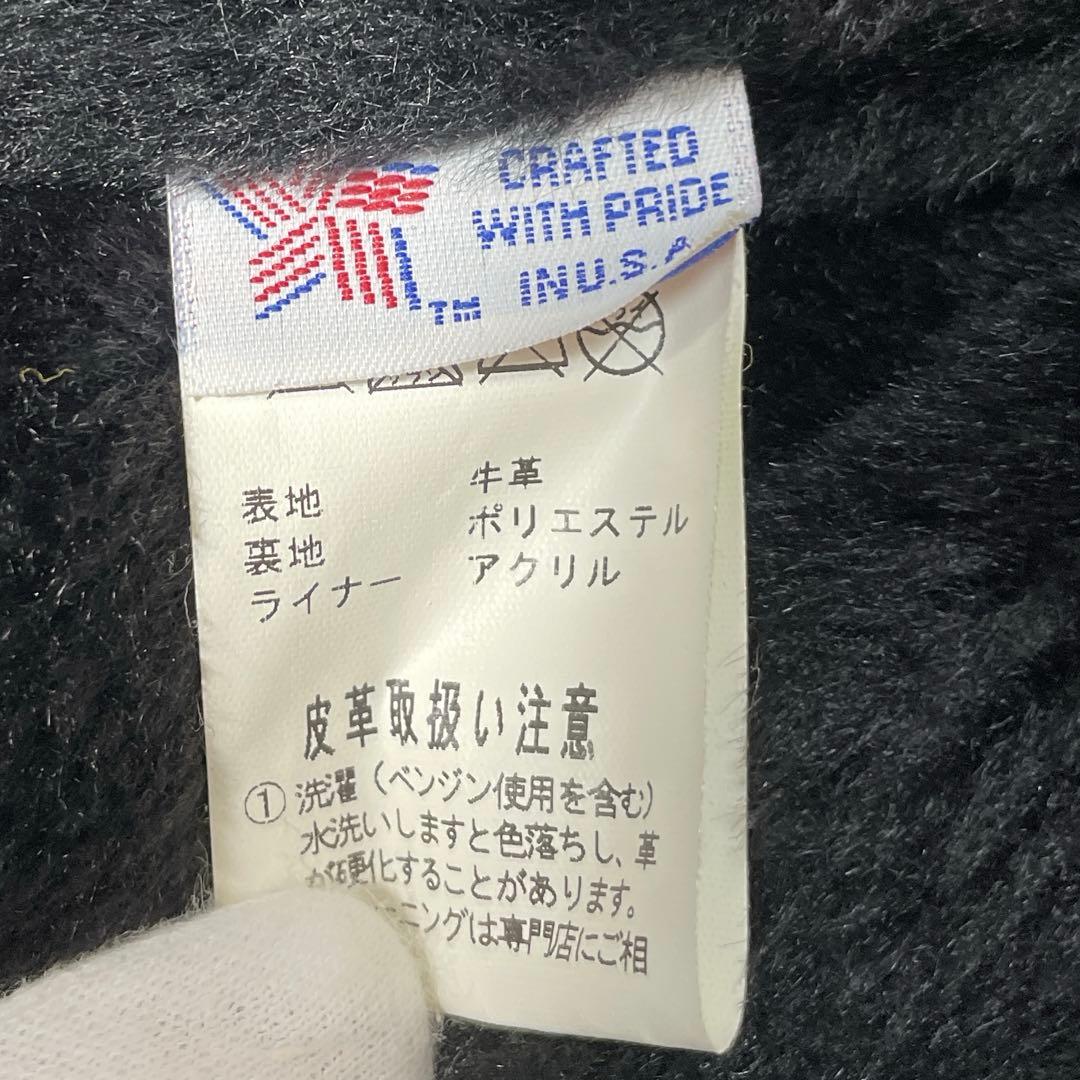 CRAFTED
WITH PRIDE
IN U.S.A
TM
表地 牛革
裏地 ポリエステル
ライナー アクリル
皮革取扱い注意
① 洗濯(ベンジン使用を含む)
水洗いしますと色落ちし、革
が硬化することがあります。
ニングは専門店にご相